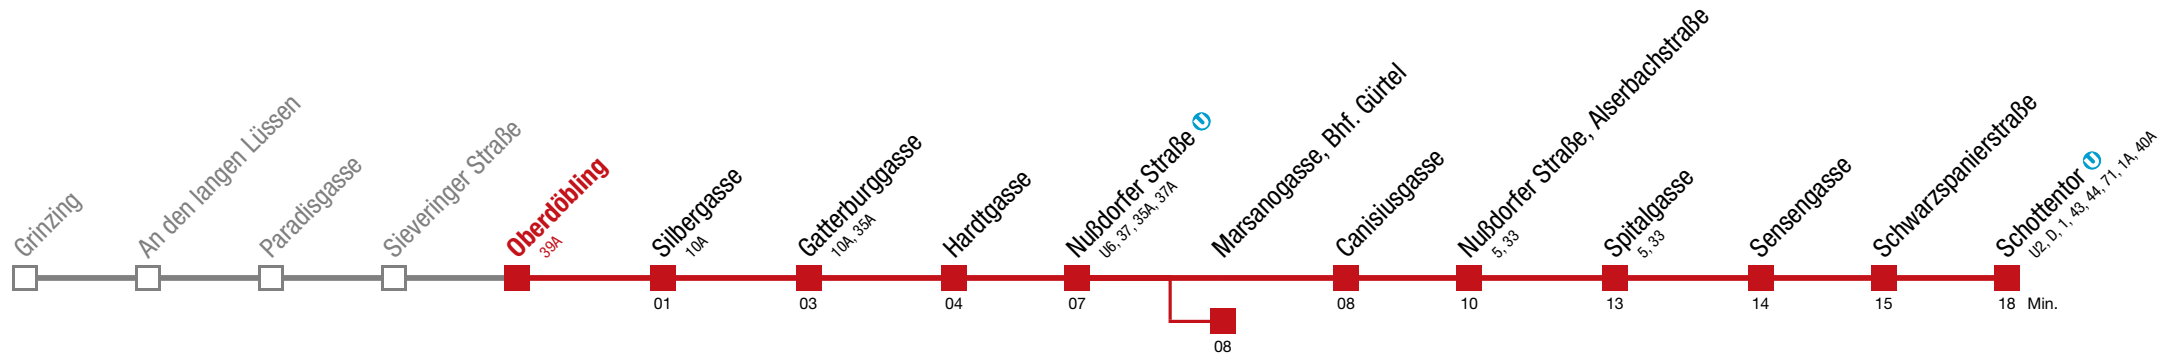 Grinzing
An den langen Lüssen
Paradisgasse
Sieveringer Straße
Oberdöbling
39A
Silbergasse
10A
01
Gatterburggasse
10A, 35A
03
Hardtgasse
04
Nußdorfer Straße U
U6, 37, 35A, 37A
07
Marsanogasse, Bhf. Gürtel
08
Canisiusgasse
08
Nußdorfer Straße, Alserbachstraße
5, 33
10
Spitalgasse
5, 33
13
Sensengasse
14
Schwarzspanierstraße
15
Schottentor U
U2, D, 1, 43, 44, 71, 1A, 40A
18 Min.